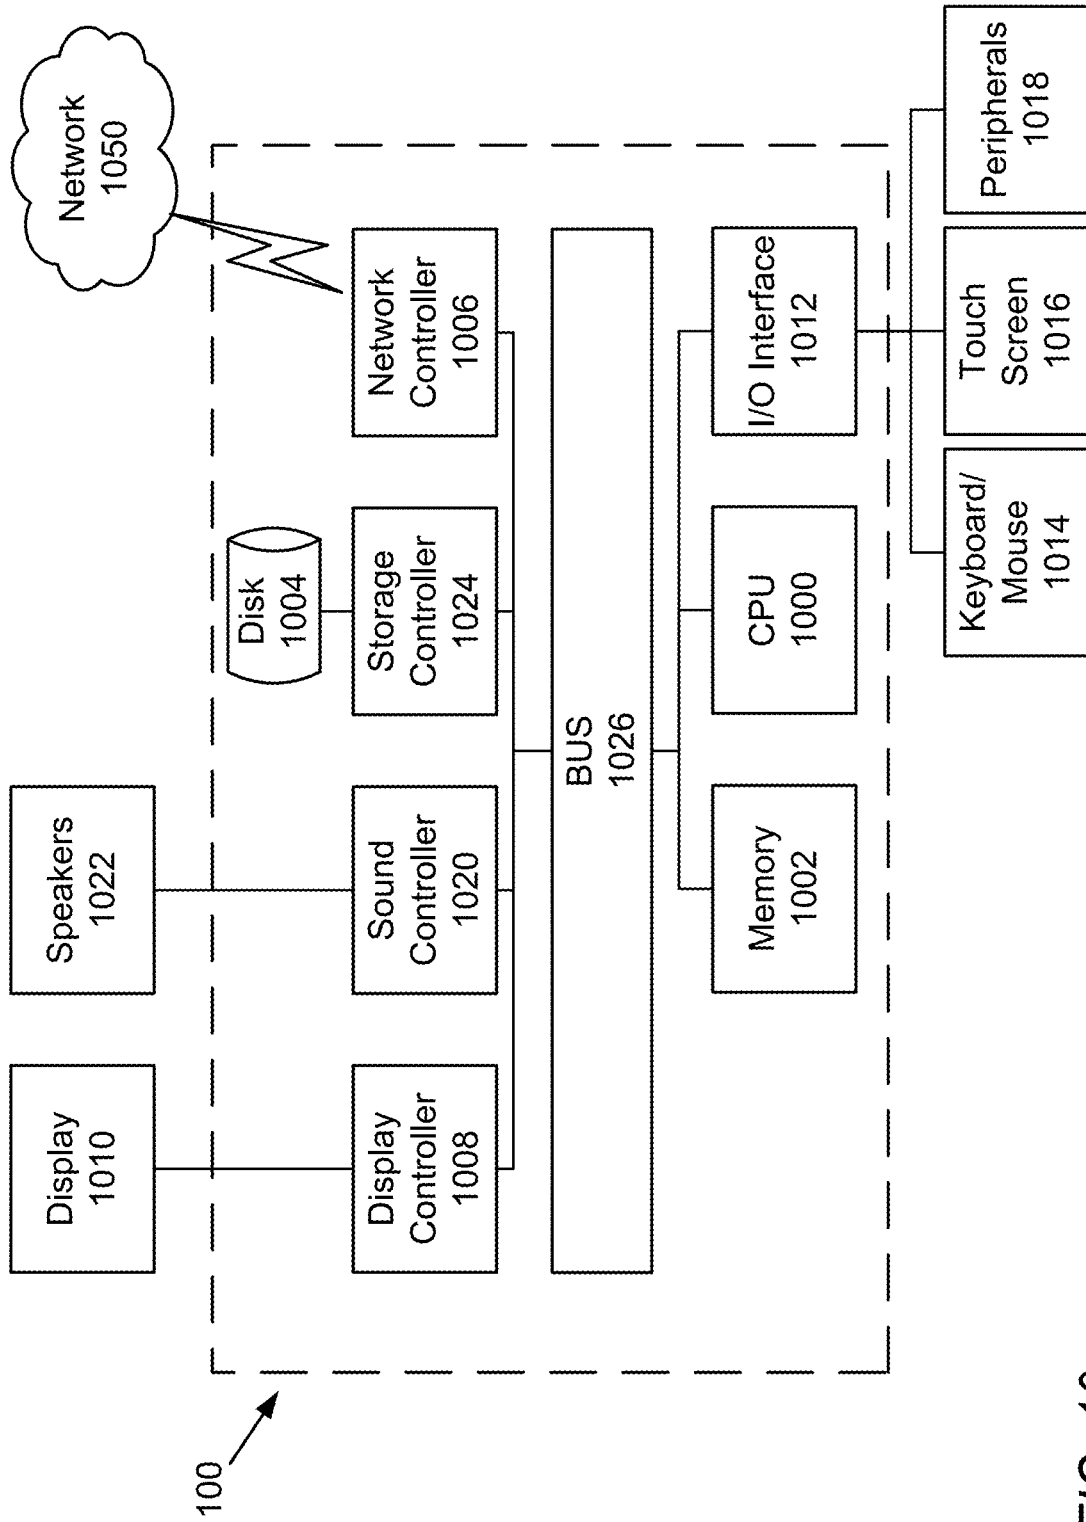 Display
1010
Speakers
1022
Network
1050
100
Disk
1004
Display
Controller
1008
Sound
Controller
1020
Storage
Controller
1024
Network
Controller
1006
BUS
1026
Memory
1002
CPU
1000
I/O Interface
1012
Keyboard/
Mouse
1014
Touch
Screen
1016
Peripherals
1018